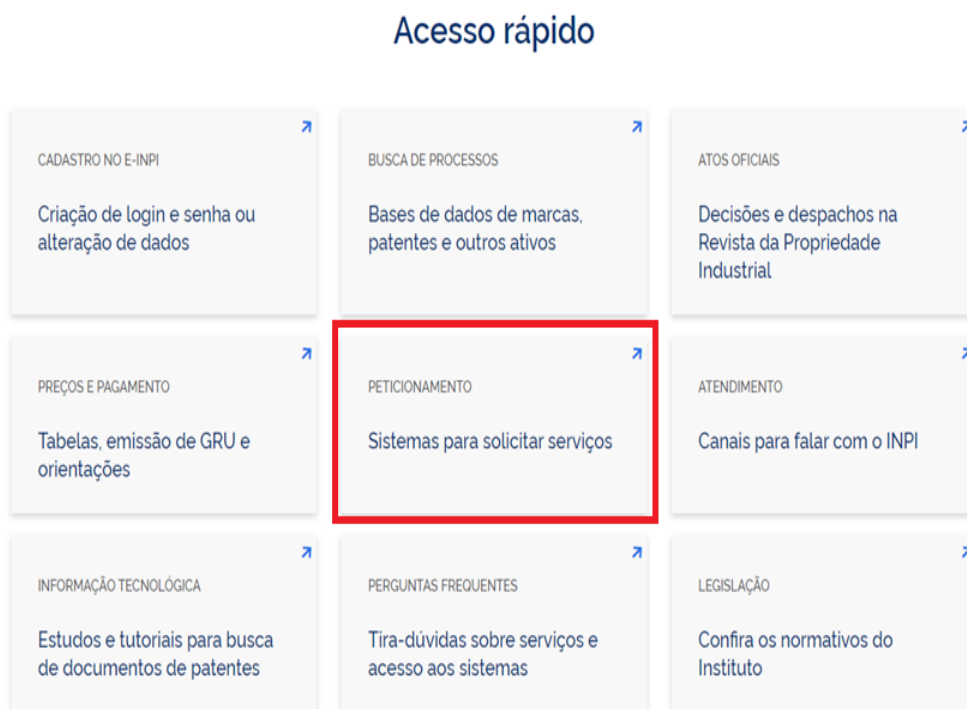 Acesso rápido
CADASTRO NO E-INPI
Criação de login e senha ou
alteração de dados
BUSCA DE PROCESSOS
Bases de dados de marcas,
patentes e outros ativos
ATOS OFICIAIS
Decisões e despachos na
Revista da Propriedade
Industrial
PREÇOS E PAGAMENTO
Tabelas, emissão de GRU e
orientações
PETICIONAMENTO
Sistemas para solicitar serviços
ATENDIMENTO
Canais para falar com o INPI
INFORMAÇÃO TECNOLÓGICA
Estudos e tutoriais para busca
de documentos de patentes
PERGUNTAS FREQUENTES
Tira-dúvidas sobre serviços e
acesso aos sistemas
LEGISLAÇÃO
Confira os normativos do
Instituto